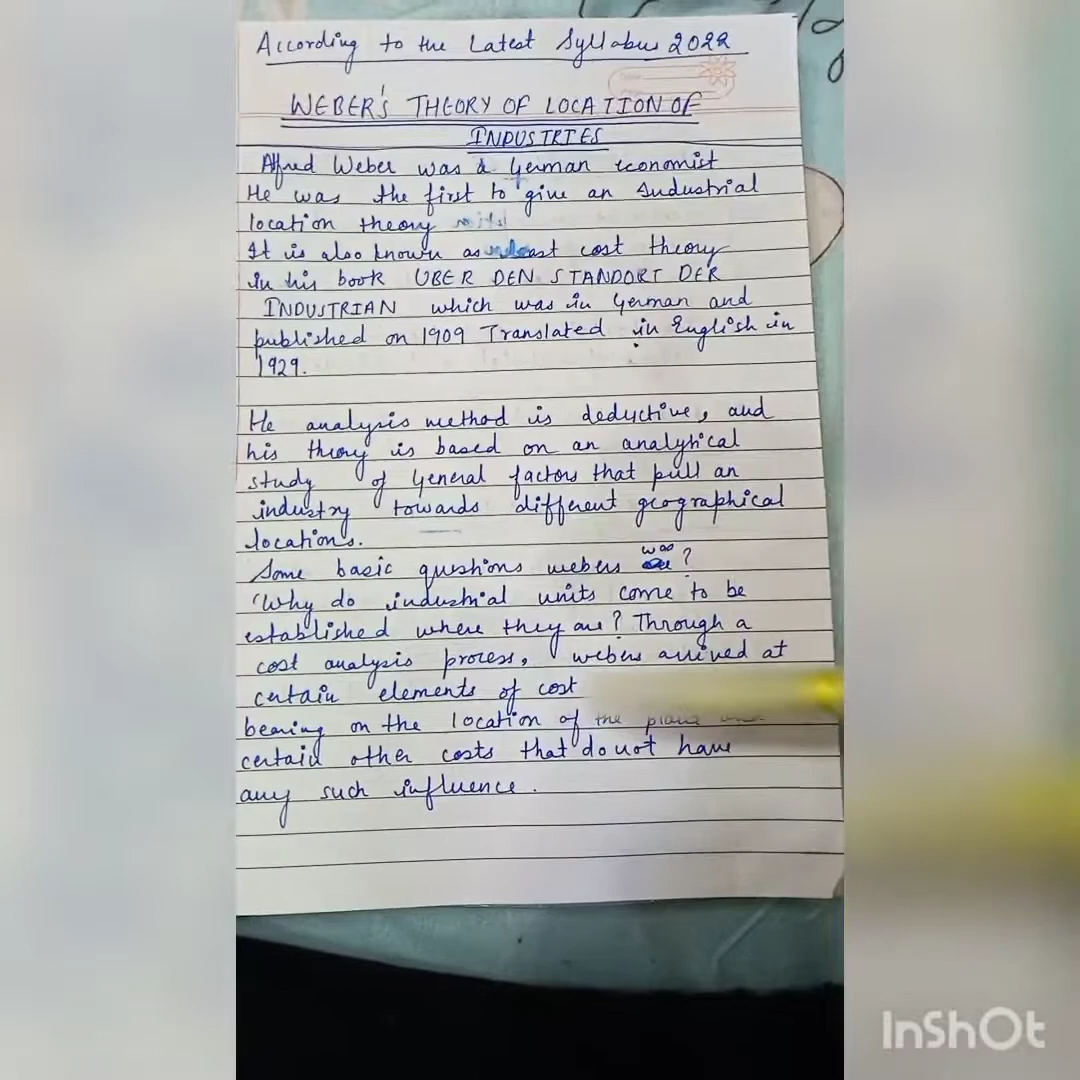 According to the Latest Syllabus 2022
WEBER'S THEORY OF LOCATION OF
INDUSTRIES
Alfred Weber was a German economist
He was the first to give an Industrial
location theory
It is also known as least cost theory
in his book UBER DEN STANDORT DER
INDUSTRIAN which was in German and
published on 1909 Translated in English in
1929.
He analysis method is deductive, and
his theory is based on an analytical
study of General factors that pull an
industry towards different geographical
locations.
Some basic questions webers was ?
'Why do industrial units come to be
established where they are? Through a
cost analysis process, webers arrived at
certain elements of cost
bearing on the location of the
certain other costs that do not have
any such influence.
InShOt